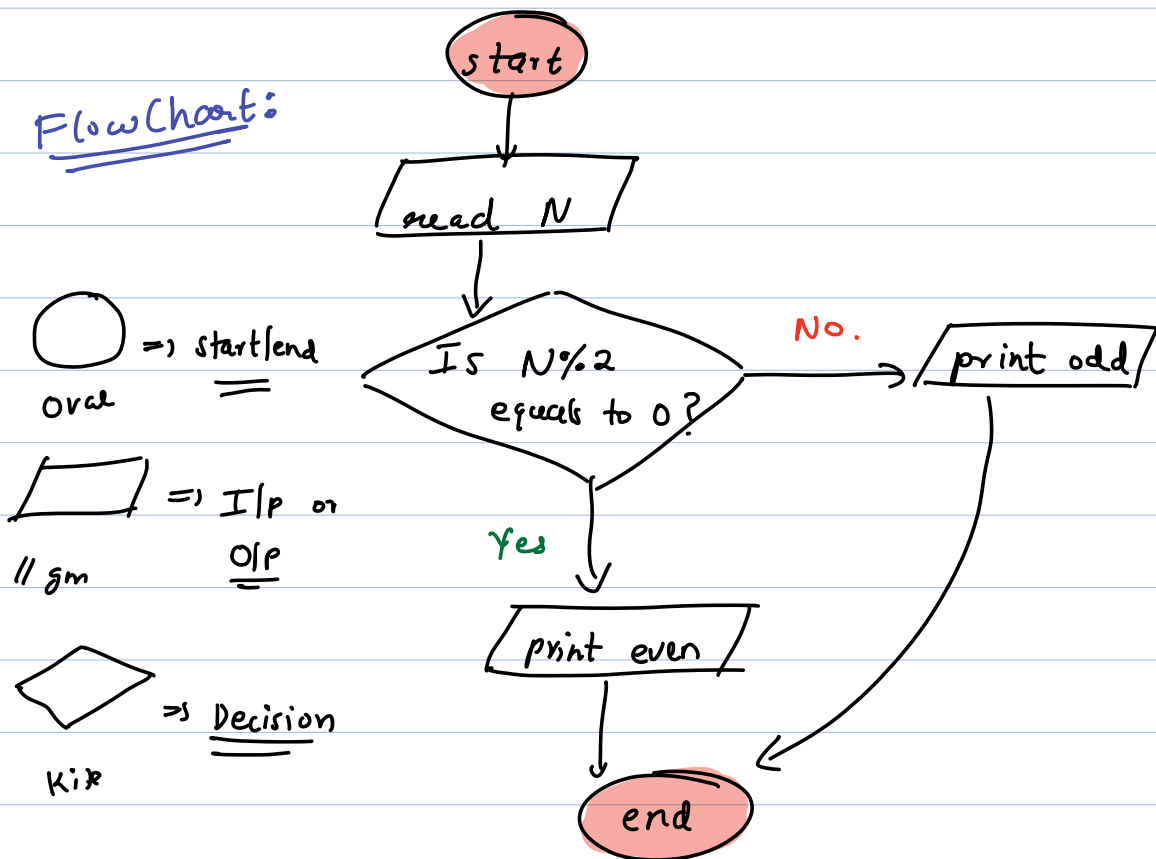 start
FlowChart:
read N
Is N%2
equals to 0?
No.
print odd
Yes
print even
end
=> start/end
oval
=> I/p or
O/p
// gm
=> Decision
Kite